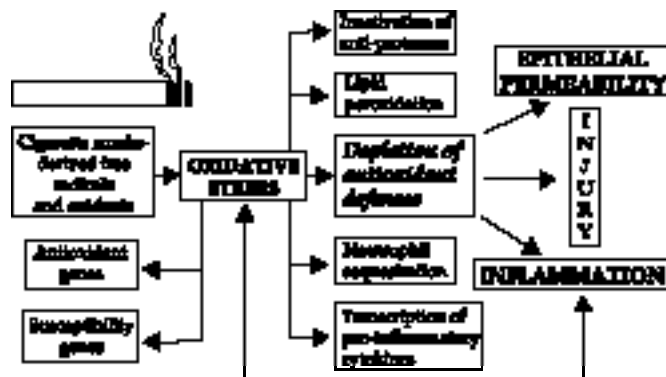 Inactivation of
anti-proteases
Lipid
peroxidation
Cigarette smoke-
derived free
radicals
and oxidants
OXIDATIVE
STRESS
Depletion of
antioxidant
defenses
EPITHELIAL
PERMEABILITY
INJURY
Antioxidant
genes
Neutrophil
sequestration
INFLAMMATION
Susceptibility
genes
Transcription of
pro-inflammatory
cytokines